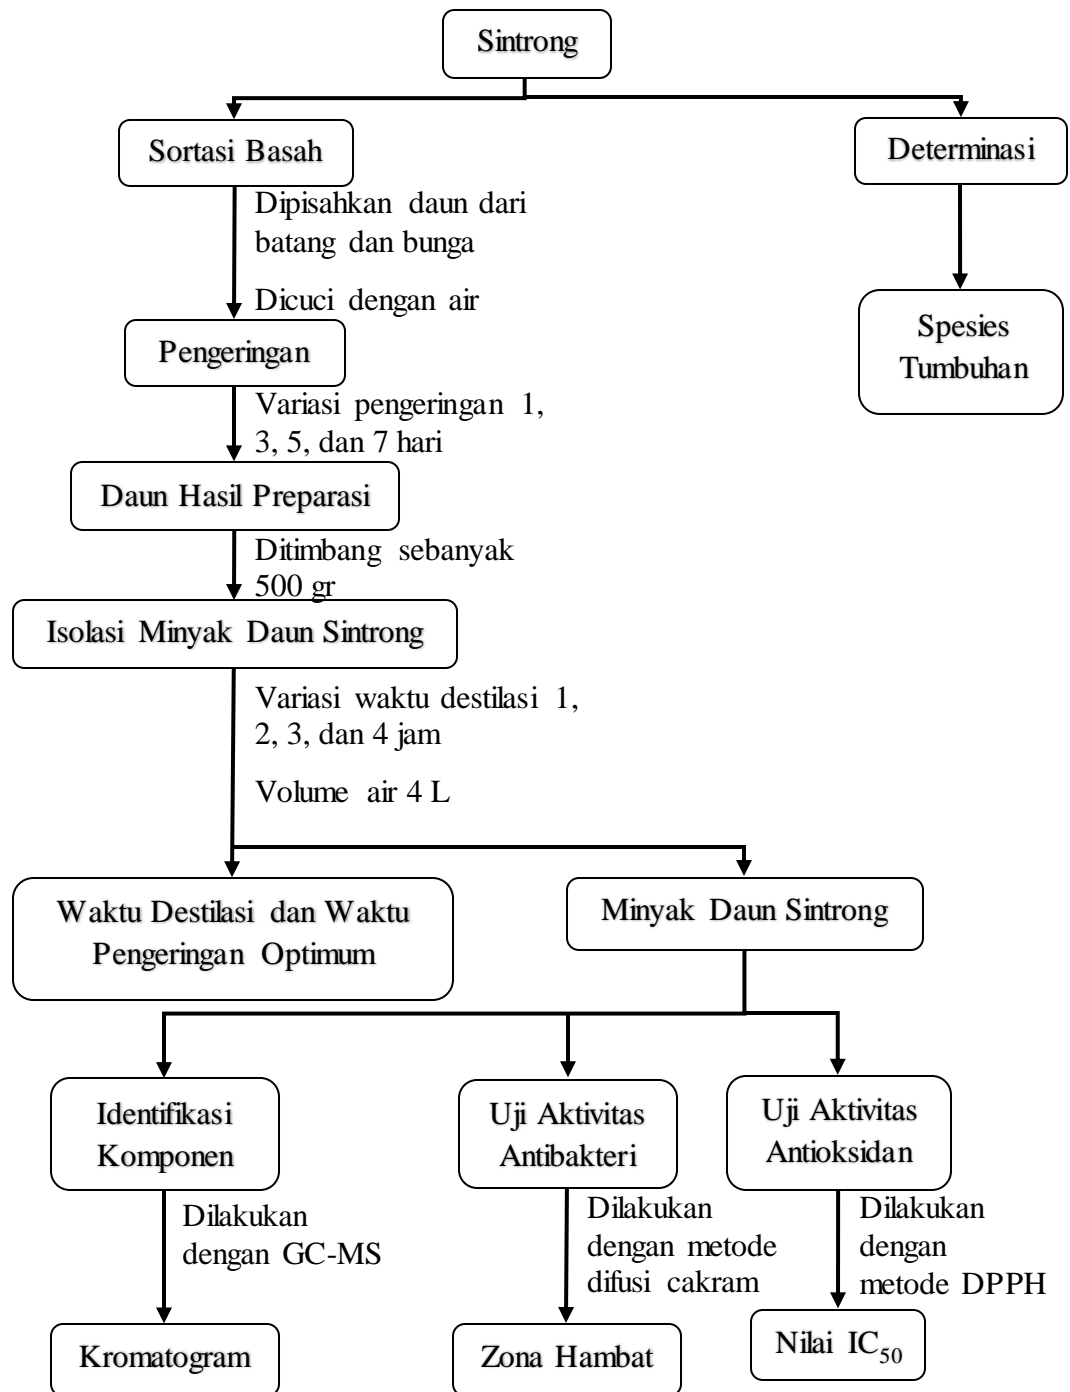 Sintrong
Sortasi Basah
Determinasi
Dipisahkan daun dari
batang dan bunga
Dicuci dengan air
Spesies
Tumbuhan
Pengeringan
Variasi pengeringan 1,
3, 5, dan 7 hari
Daun Hasil Preparasi
Ditimbang sebanyak
500 gr
Isolasi Minyak Daun Sintrong
Variasi waktu destilasi 1,
2, 3, dan 4 jam
Volume air 4 L
Waktu Destilasi dan Waktu
Pengeringan Optimum
Minyak Daun Sintrong
Identifikasi
Komponen
Uji Aktivitas
Antibakteri
Uji Aktivitas
Antioksidan
Dilakukan
dengan GC-MS
Dilakukan
dengan metode
difusi cakram
Dilakukan
dengan
metode DPPH
Kromatogram
Zona Hambat
Nilai IC₅₀